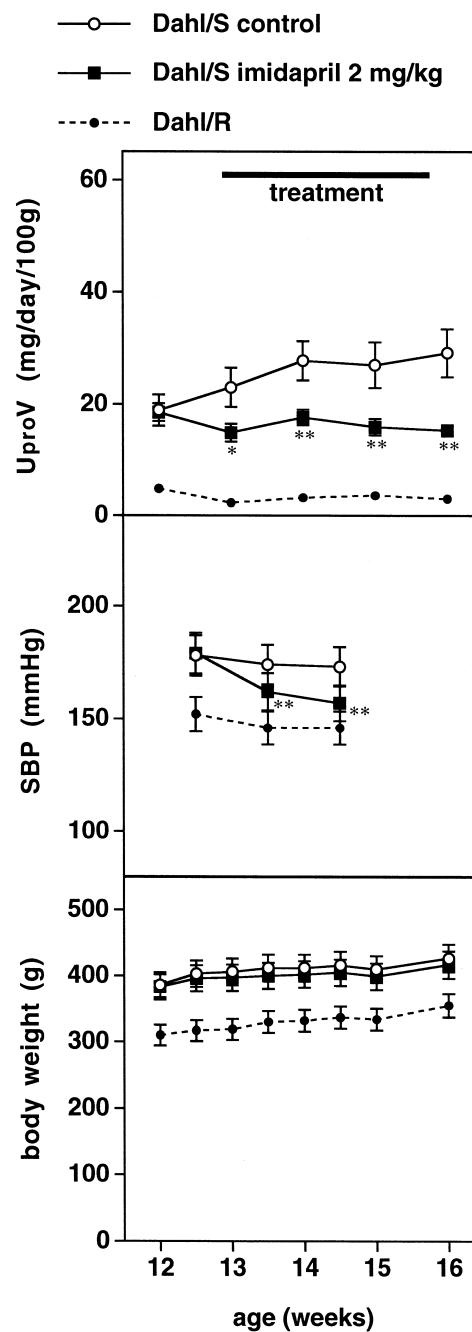 Dahl/S control
Dahl/S imidapril 2 mg/kg
Dahl/R
UproV (mg/day/100g)
60
40
20
0
treatment
*
**
**
**
SBP (mmHg)
200
150
100
**
**
body weight (g)
500
400
300
200
100
0
12 13 14 15 16
age (weeks)